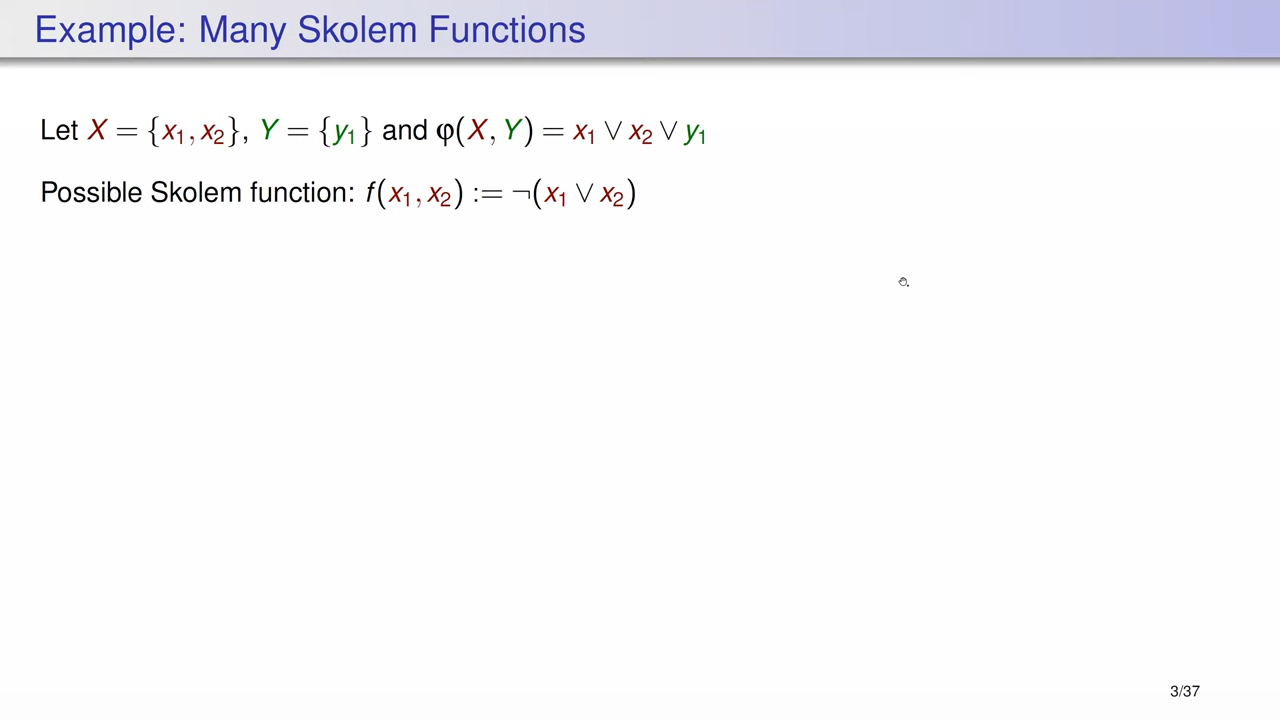 Example: Many Skolem Functions
Let X = {x₁, x₂}, Y = {y₁} and φ(X, Y) = x₁ ∨ x₂ ∨ y₁
Possible Skolem function: f(x₁, x₂) := ¬(x₁ ∨ x₂)
3/37